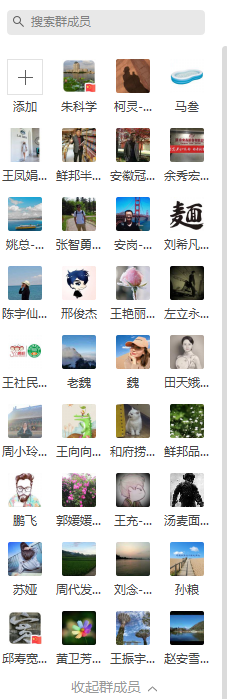 搜索群成员
添加 朱科学 柯灵-... 马叁
王凤娟... 鲜邦半... 安徽冠... 余秀宏...
姚总-... 张智勇... 安岗-... 刘希凡...
麵
陈宇仙... 邢俊杰 王艳丽... 左立永...
王社民... 老魏 魏 田天娥...
周小玲... 王向向... 和府捞... 鲜邦品...
鹏飞 郭媛媛... 王充-... 汤麦面...
苏娅 周代发... 刘念-... 孙粮
邱寿宽... 黄卫芳... 王振宇... 赵安雪...
收起群成员